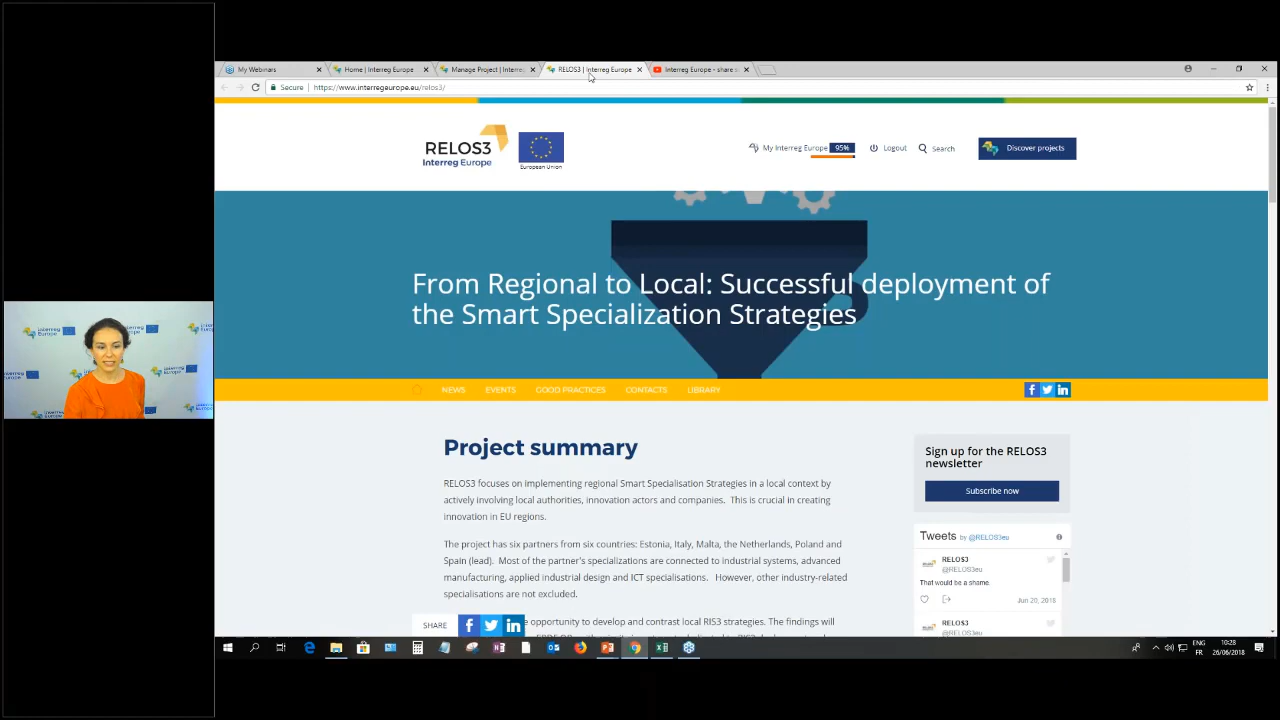 My Webinars
Home | Interreg Europe
Manage Project | Interre
RELOS3 | Interreg Europe
Interreg Europe - share s
Secure
https://www.interregeurope.eu/relos3/
RELOS3
Interreg Europe
European Union
My Interreg Europe 95%
Logout
Search
Discover projects
From Regional to Local: Successful deployment of
the Smart Specialization Strategies
NEWS
EVENTS
GOOD PRACTICES
CONTACTS
LIBRARY
Project summary
RELOS3 focuses on implementing regional Smart Specialisation Strategies in a local context by
actively involving local authorities, innovation actors and companies. This is crucial in creating
innovation in EU regions.
The project has six partners from six countries: Estonia, Italy, Malta, the Netherlands, Poland and
Spain (lead). Most of the partner's specializations are connected to industrial systems, advanced
manufacturing, applied industrial design and ICT specialisations. However, other industry-related
specialisations are not excluded.
opportunity to develop and contrast local RIS3 strategies. The findings will
SHARE
Sign up for the RELOS3
newsletter
Subscribe now
Tweets by @RELOS3eu
RELOS3
@RELOS3eu
That would be a shame.
Jun 20, 2018
RELOS3
@RELOS3eu
ENG
FR
10:28
26/06/2018